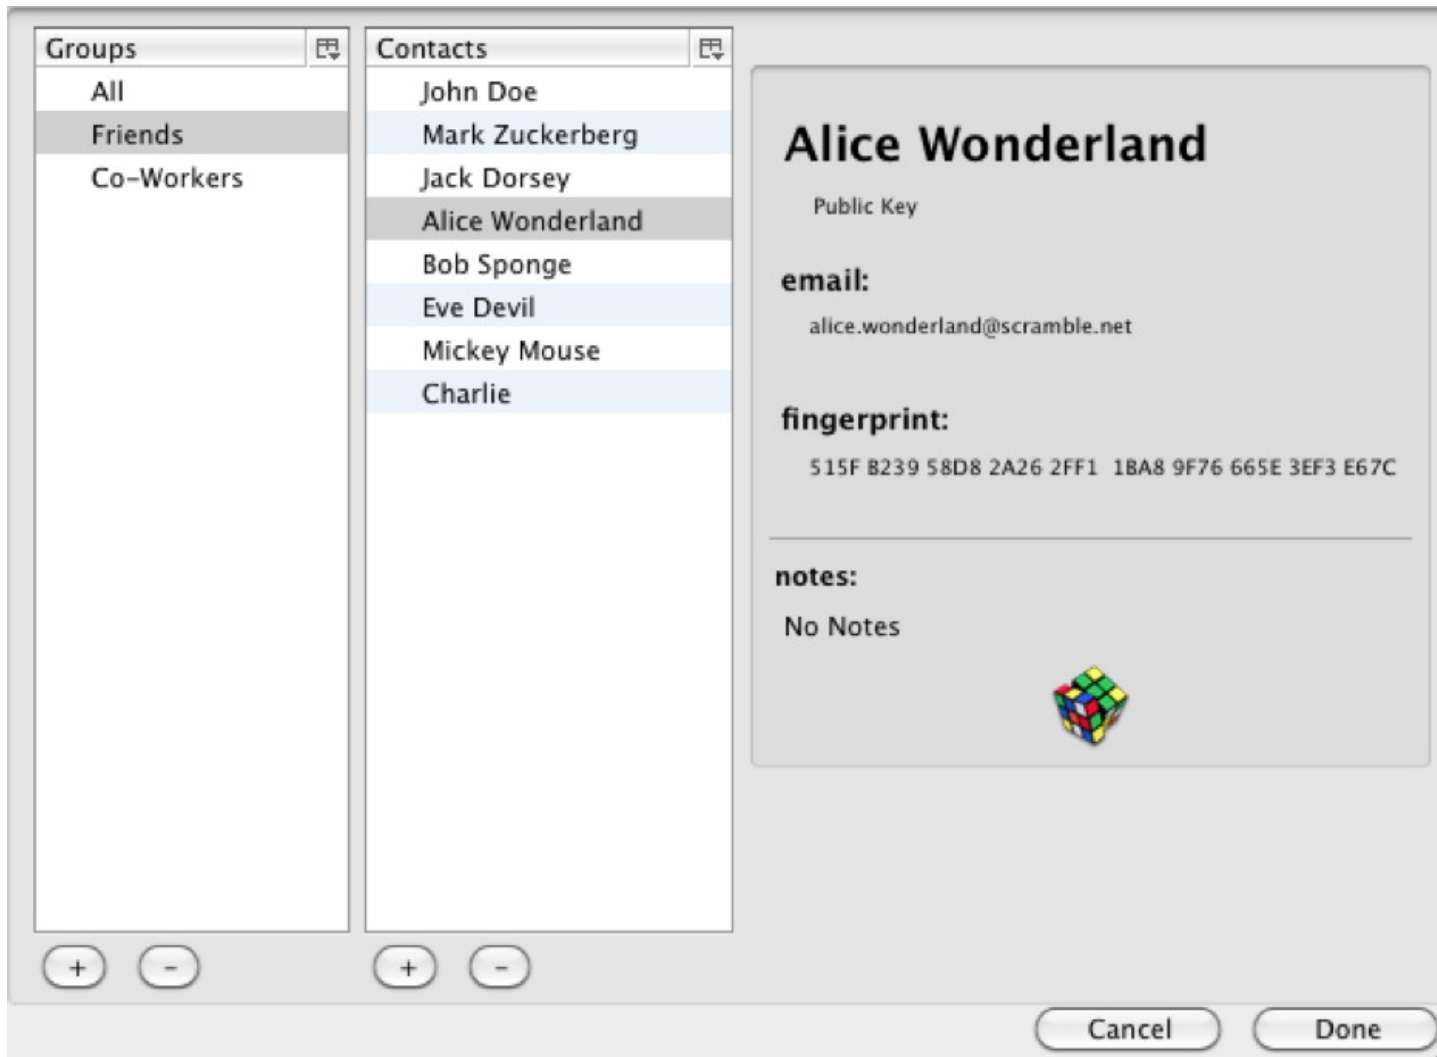 Groups
All
Friends
Co-Workers
+ -
Contacts
John Doe
Mark Zuckerberg
Jack Dorsey
Alice Wonderland
Bob Sponge
Eve Devil
Mickey Mouse
Charlie
+ -
Alice Wonderland
Public Key
email:
alice.wonderland@scramble.net
fingerprint:
515F B239 58D8 2A26 2FF1  1BA8 9F76 665E 3EF3 E67C
notes:
No Notes
Cancel Done